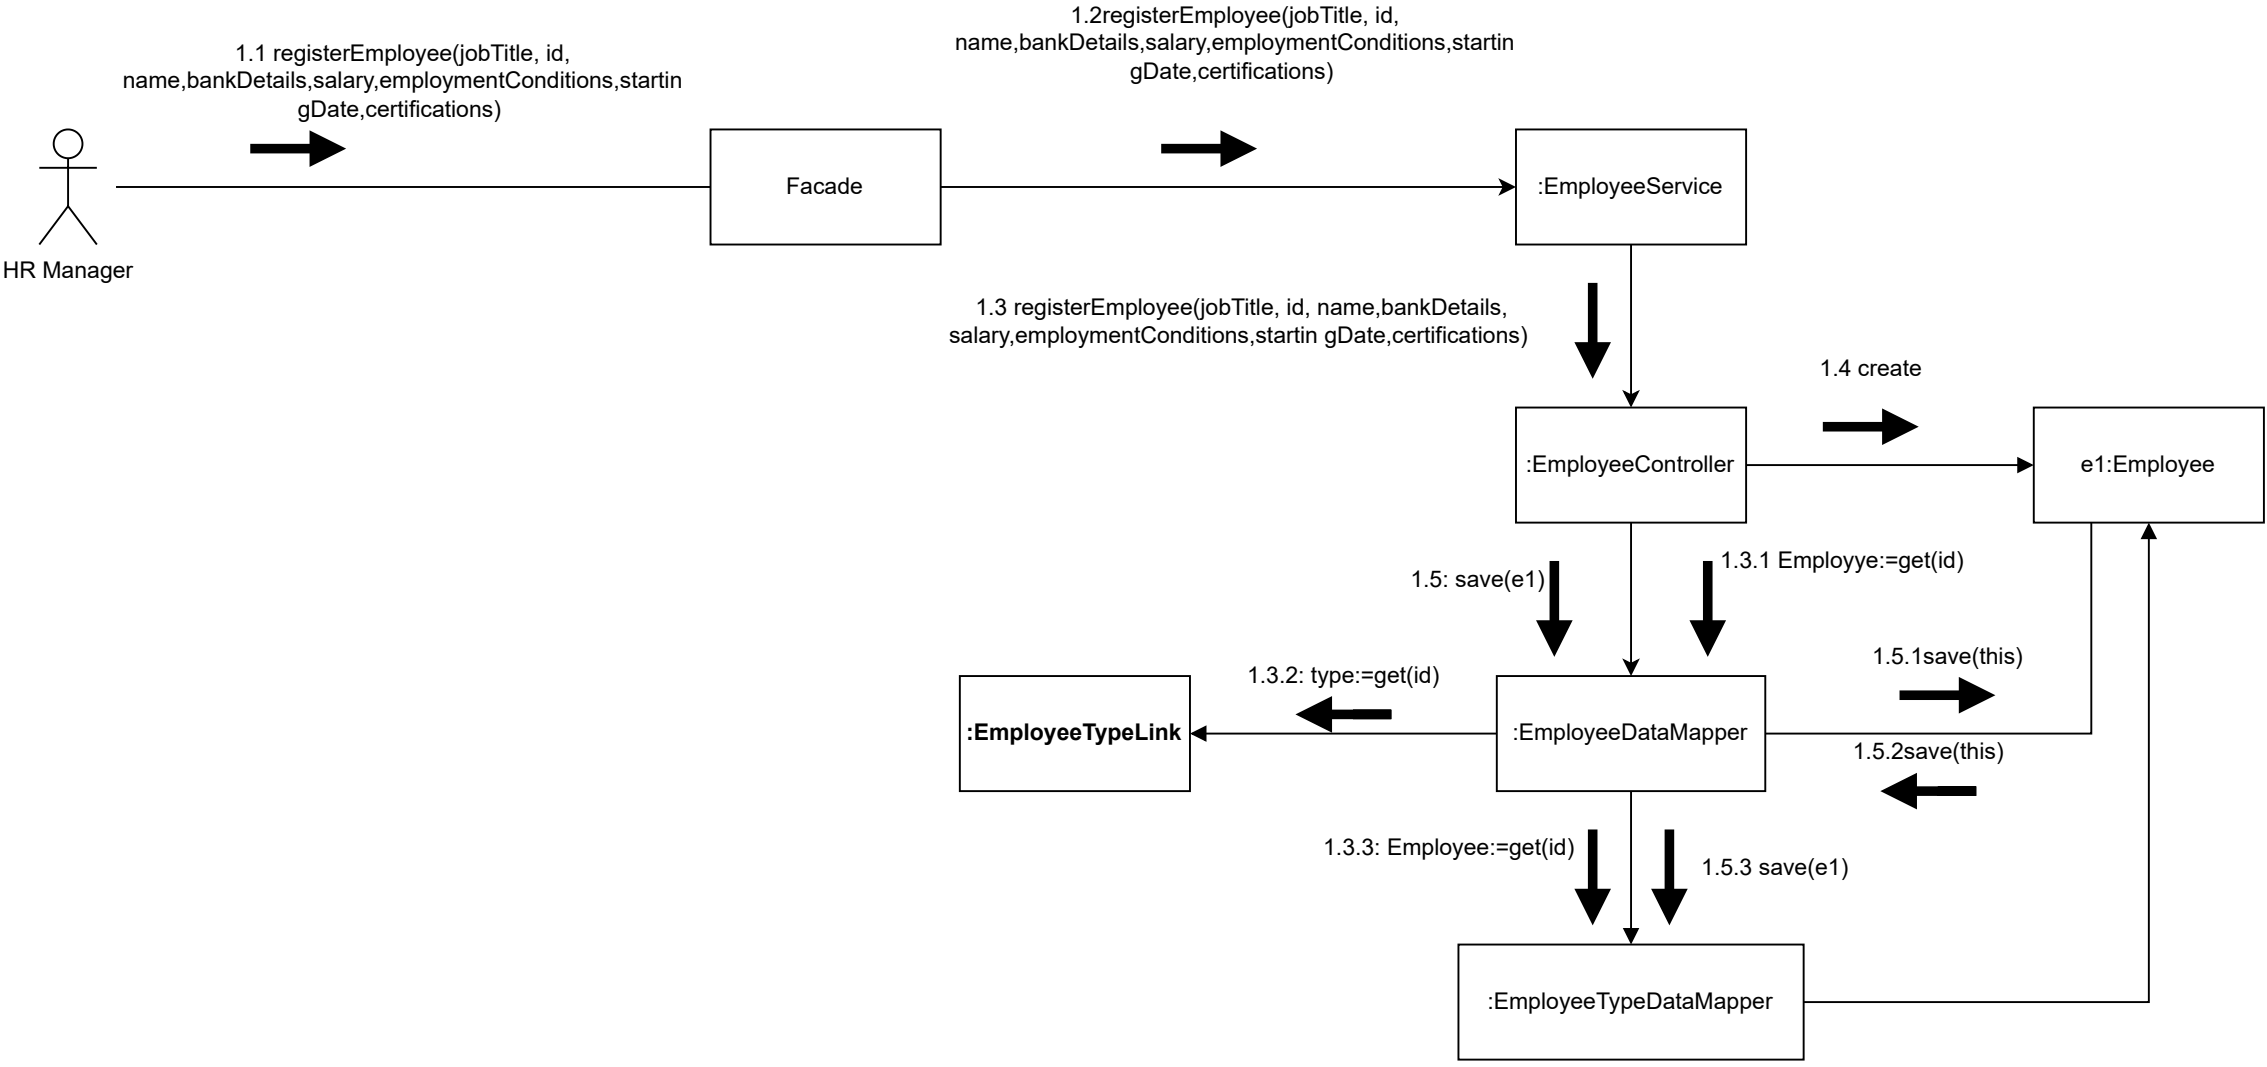 1.2registerEmployee(jobTitle, id,
name,bankDetails,salary,employmentConditions,startin
gDate,certifications)
1.1 registerEmployee(jobTitle, id,
name,bankDetails,salary,employmentConditions,startin
gDate,certifications)
Facade
:EmployeeService
HR Manager
1.3 registerEmployee(jobTitle, id, name,bankDetails,
salary,employmentConditions,startin gDate,certifications)
1.4 create
:EmployeeController
e1:Employee
1.5: save(e1)
1.3.1 Employye:=get(id)
1.5.1save(this)
1.3.2: type:=get(id)
:EmployeeTypeLink
:EmployeeDataMapper
1.5.2save(this)
1.3.3: Employee:=get(id)
1.5.3 save(e1)
:EmployeeTypeDataMapper